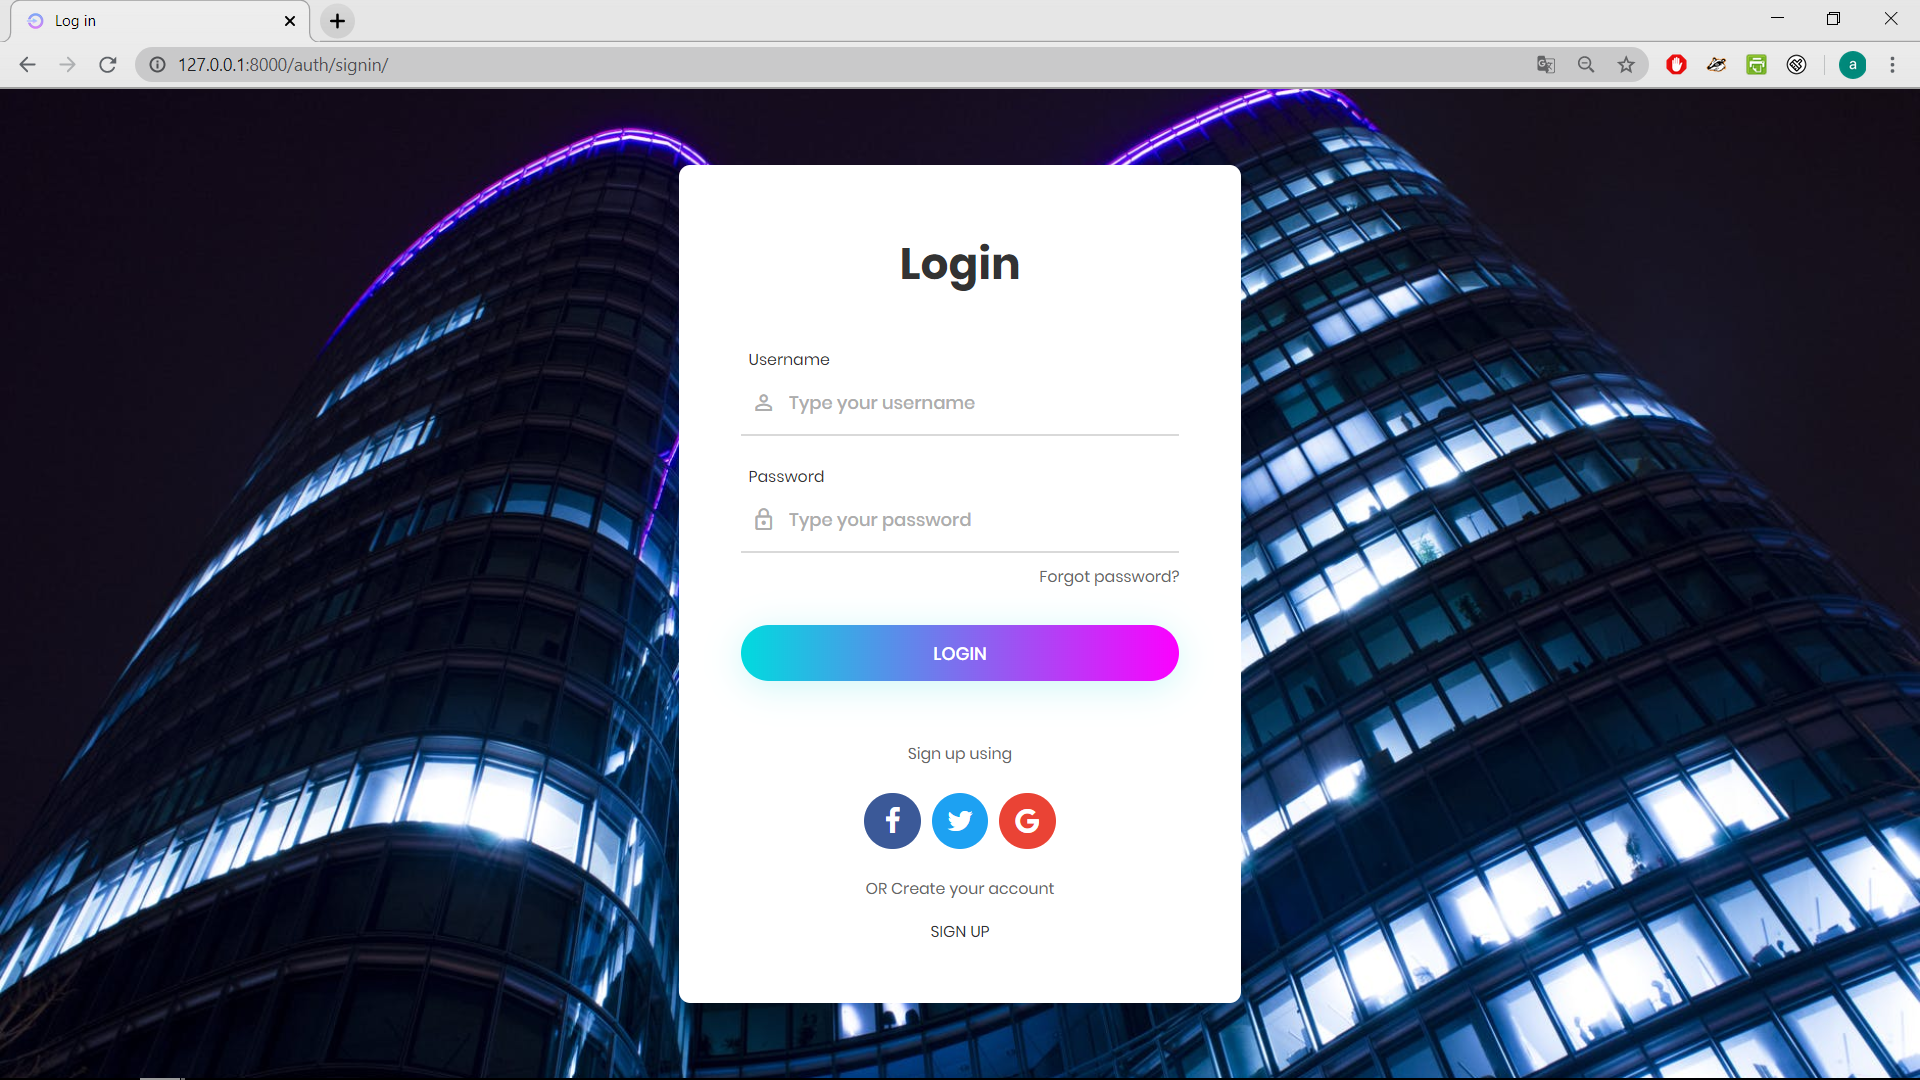 Log in
127.0.0.1:8000/auth/signin/
a
Login
Username
Type your username
Password
Type your password
Forgot password?
LOGIN
Sign up using
OR Create your account
SIGN UP